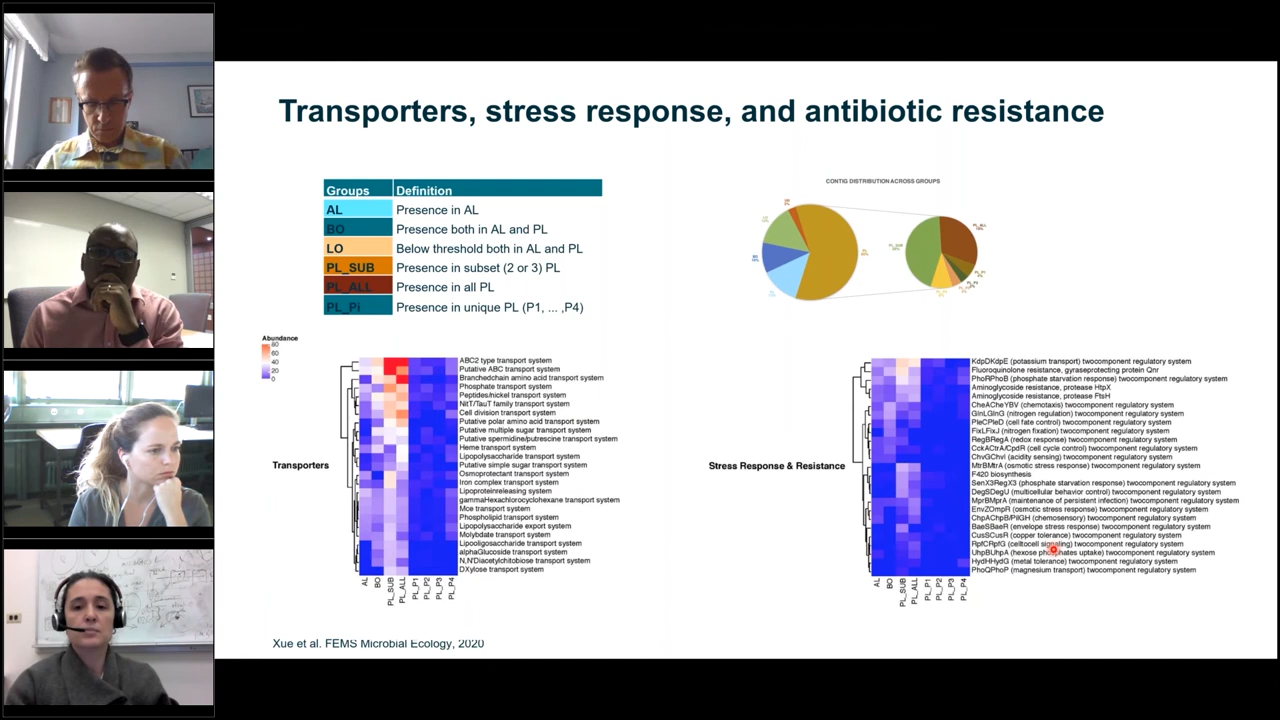 Transporters, stress response, and antibiotic resistance
Groups Definition
AL Presence in AL
BO Presence both in AL and PL
LO Below threshold both in AL and PL
PL_SUB Presence in subset (2 or 3) PL
PL_ALL Presence in all PL
PL_Pi Presence in unique PL (P1, ... ,P4)
CONTIG DISTRIBUTION ACROSS GROUPS
Abundance
80
60
40
20
0
Transporters
ABC2 type transport system
Putative ABC transport system
Branchedchain amino acid transport system
Phosphate transport system
Peptides/nickel transport system
NitT/TauT family transport system
Cell division transport system
Putative polar amino acid transport system
Putative multiple sugar transport system
Putative spermidine/putrescine transport system
Heme transport system
Lipopolysaccharide transport system
Putative simple sugar transport system
Osmoprotectant transport system
Iron complex transport system
Lipoproteinreleasing system
gammaHexachlorocyclohexane transport system
Mce transport system
Phospholipid transport system
Lipopolysaccharide export system
Molybdate transport system
Lipooligosaccharide transport system
alphaGlucoside transport system
N,N'Diacetylchitobiose transport system
DXylose transport system
AL BO PL_SUB PL_ALL PL_P1 PL_P2 PL_P3 PL_P4
Stress Response & Resistance
KdpDKdpE (potassium transport) twocomponent regulatory system
Fluoroquinolone resistance, gyraseprotecting protein Qnr
PhoRPhoB (phosphate starvation response) twocomponent regulatory system
Aminoglycoside resistance, protease HtpX
Aminoglycoside resistance, protease FtsH
CheACheYBV (chemotaxis) twocomponent regulatory system
GlnLGlnG (nitrogen regulation) twocomponent regulatory system
PleCPleD (cell fate control) twocomponent regulatory system
FixLFixJ (nitrogen fixation) twocomponent regulatory system
RegBRegA (redox response) twocomponent regulatory system
CckACtrA/CpdR (cell cycle control) twocomponent regulatory system
ChvGChvI (acidity sensing) twocomponent regulatory system
MtrBMtrA (osmotic stress response) twocomponent regulatory system
F420 biosynthesis
SenX3RegX3 (phosphate starvation response) twocomponent regulatory system
DegSDegU (multicellular behavior control) twocomponent regulatory system
MprBMprA (maintenance of persistent infection) twocomponent regulatory system
EnvZOmpR (osmotic stress response) twocomponent regulatory system
ChpAChpB/PilGH (chemosensory) twocomponent regulatory system
BaeSBaeR (envelope stress response) twocomponent regulatory system
CusSCusR (copper tolerance) twocomponent regulatory system
RpfCRpfG (celltocell signaling) twocomponent regulatory system
UhpBUhpA (hexose phosphates uptake) twocomponent regulatory system
HydHHydG (metal tolerance) twocomponent regulatory system
PhoQPhoP (magnesium transport) twocomponent regulatory system
AL BO PL_SUB PL_ALL PL_P1 PL_P2 PL_P3 PL_P4
Xue et al. FEMS Microbial Ecology, 2020